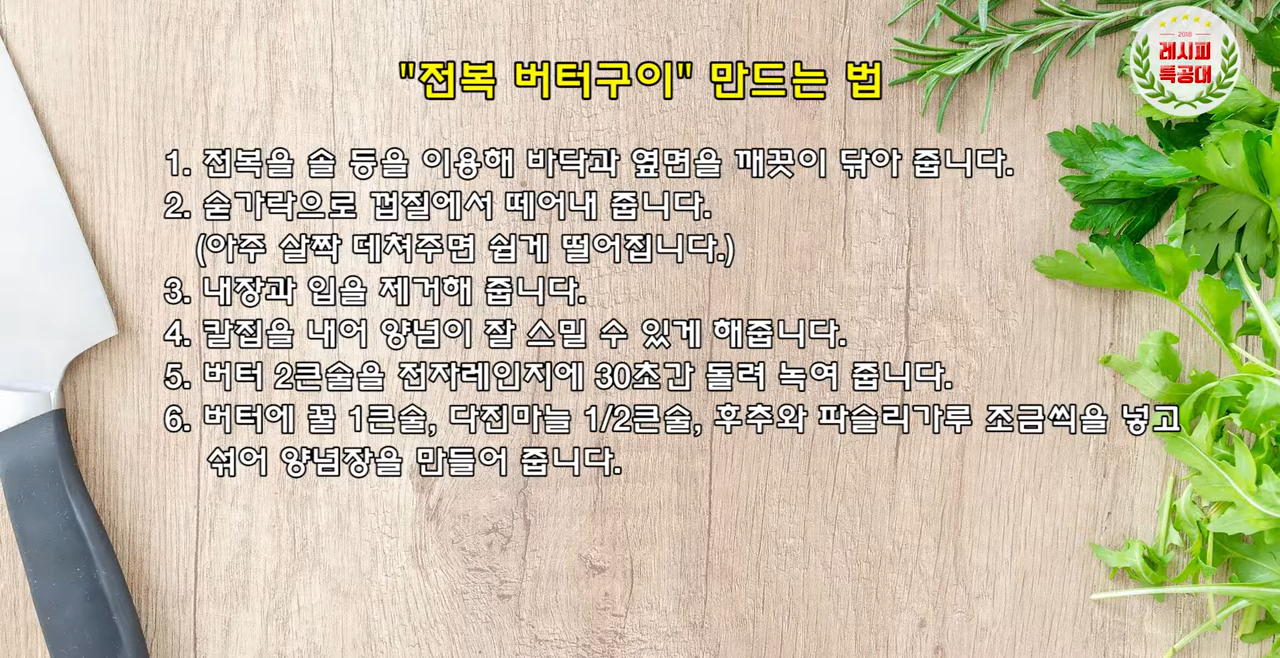 2018
레시피
특공대
"전복 버터구이" 만드는 법
1. 전복을 솔 등을 이용해 바닥과 옆면을 깨끗이 닦아 줍니다.
2. 숟가락으로 껍질에서 떼어내 줍니다.
(아주 살짝 데쳐주면 쉽게 떨어집니다.)
3. 내장과 입을 제거해 줍니다.
4. 칼집을 내어 양념이 잘 스밀 수 있게 해줍니다.
5. 버터 2큰술을 전자레인지에 30초간 돌려 녹여 줍니다.
6. 버터에 꿀 1큰술, 다진마늘 1/2큰술, 후추와 파슬리가루 조금씩을 넣고
섞어 양념장을 만들어 줍니다.